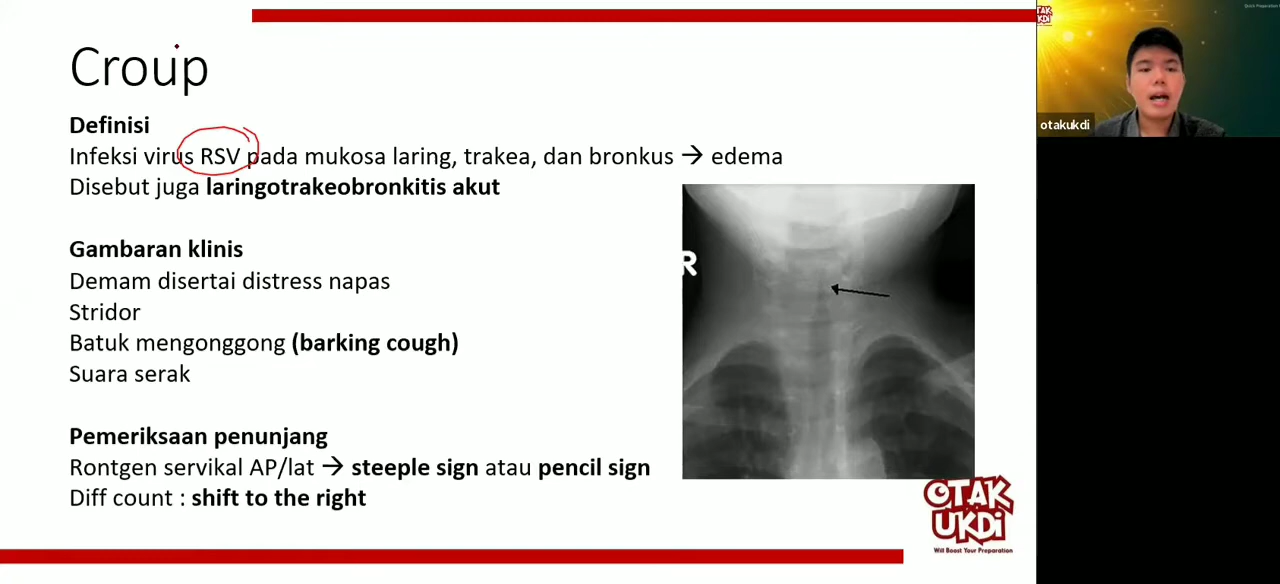 Croup
Definisi
Infeksi virus RSV pada mukosa laring, trakea, dan bronkus → edema
Disebut juga laringotrakeobronkitis akut
Gambaran klinis
Demam disertai distress napas
Stridor
Batuk mengonggong (barking cough)
Suara serak
Pemeriksaan penunjang
Rontgen servikal AP/lat → steeple sign atau pencil sign
Diff count : shift to the right
R
OTAK
UKDi
Will Boost Your Preparation
otakukdi